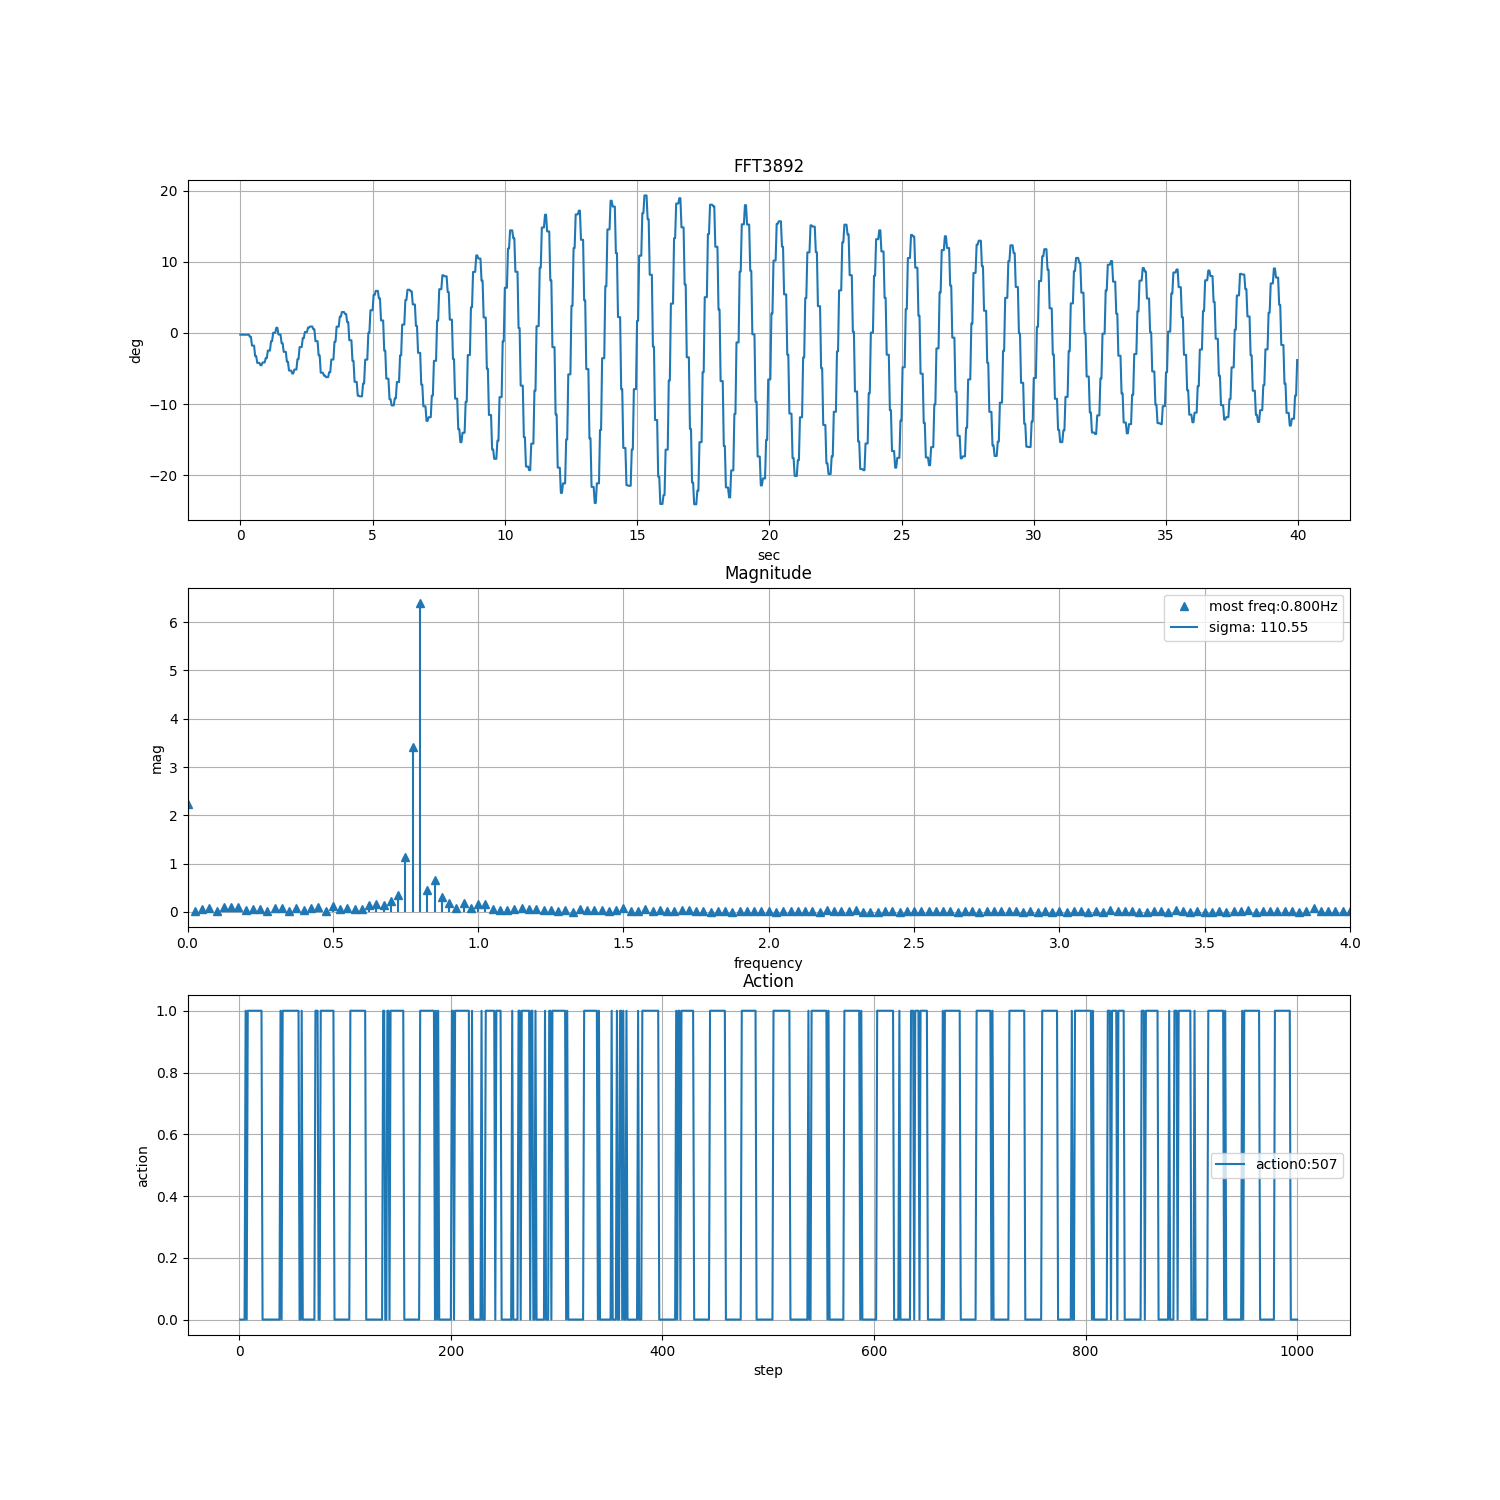 FFT3892
20
10
0
−10
−20
deg
0 5 10 15 20 25 30 35 40
sec
Magnitude
most freq:0.800Hz
sigma: 110.55
6
5
4
3
2
1
0
mag
0.0 0.5 1.0 1.5 2.0 2.5 3.0 3.5 4.0
frequency
Action
1.0
0.8
0.6
0.4
0.2
0.0
action
action0:507
0 200 400 600 800 1000
step